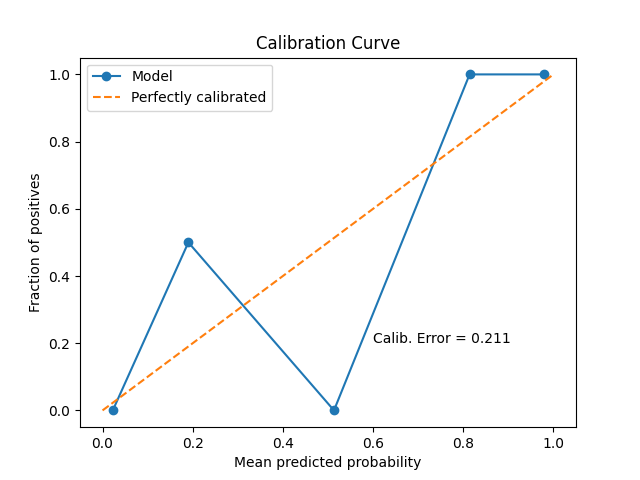 Calibration Curve
Model
Perfectly calibrated
Fraction of positives
1.0
0.8
0.6
0.4
0.2
0.0
Calib. Error = 0.211
0.0 0.2 0.4 0.6 0.8 1.0
Mean predicted probability